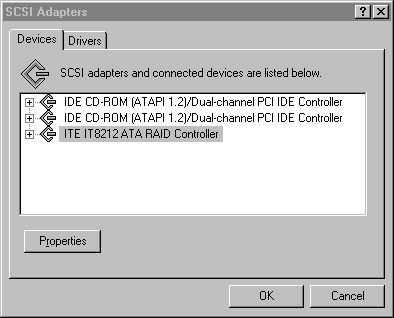 SCSI Adapters
Devices
Drivers
SCSI adapters and connected devices are listed below.
IDE CD-ROM (ATAPI 1.2)/Dual-channel PCI IDE Controller
IDE CD-ROM (ATAPI 1.2)/Dual-channel PCI IDE Controller
ITE IT8212 ATA RAID Controller
Properties
OK
Cancel